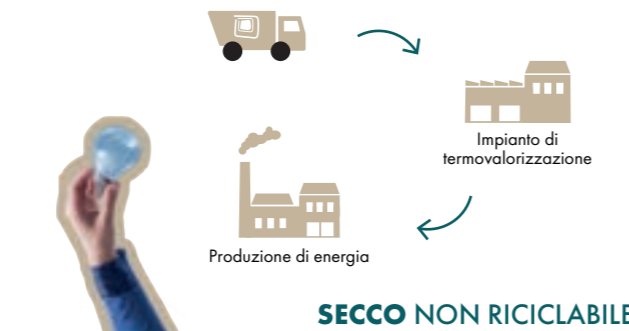 Impianto di
termovalorizzazione
Produzione di energia
SECCO NON RICICLABILE